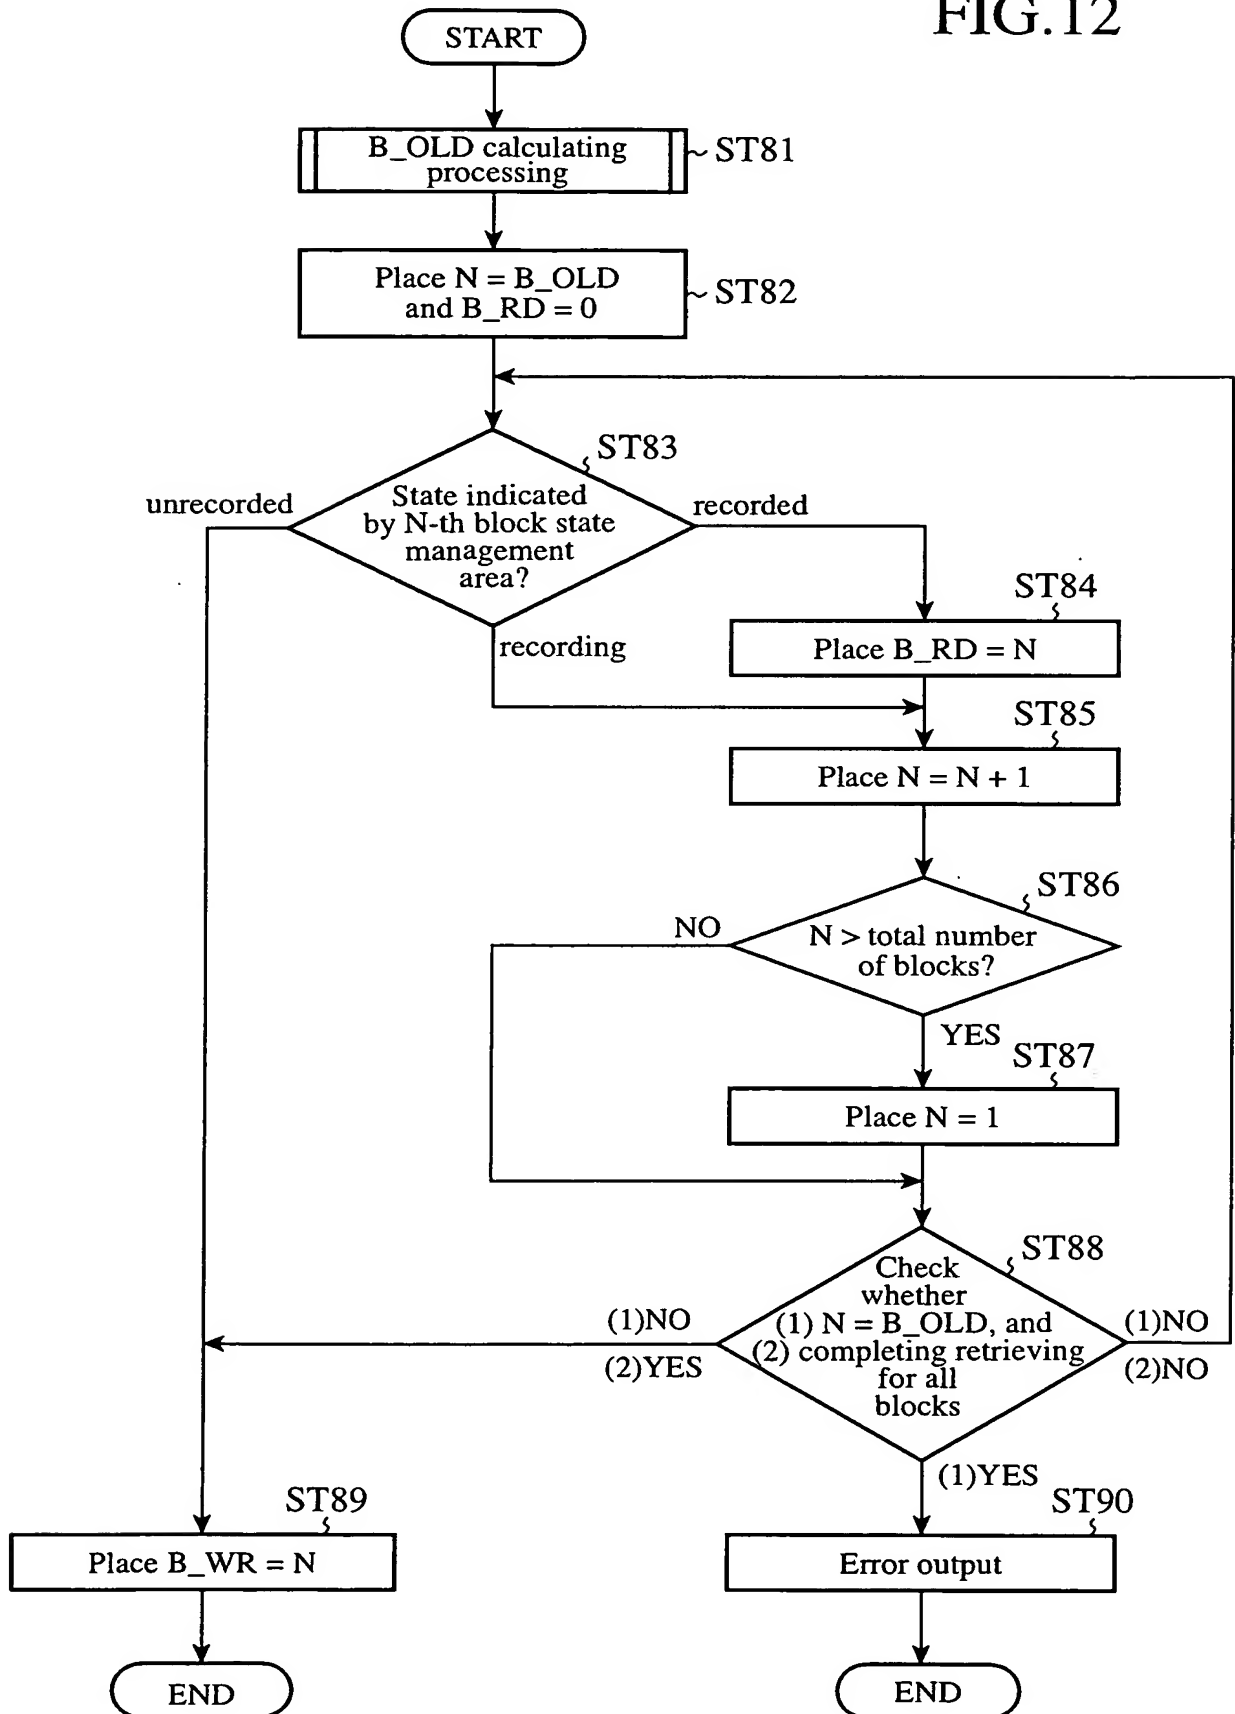 FIG.12
START
B_OLD calculating
processing
ST81
Place N = B_OLD
and B_RD = 0
ST82
ST83
State indicated
by N-th block state
management
area?
unrecorded
recorded
recording
ST84
Place B_RD = N
ST85
Place N = N + 1
ST86
N > total number
of blocks?
NO
YES
ST87
Place N = 1
ST88
Check
whether
(1) N = B_OLD, and
(2) completing retrieving
for all
blocks
(1)NO
(2)YES
(1)NO
(2)NO
(1)YES
ST89
Place B_WR = N
ST90
Error output
END
END